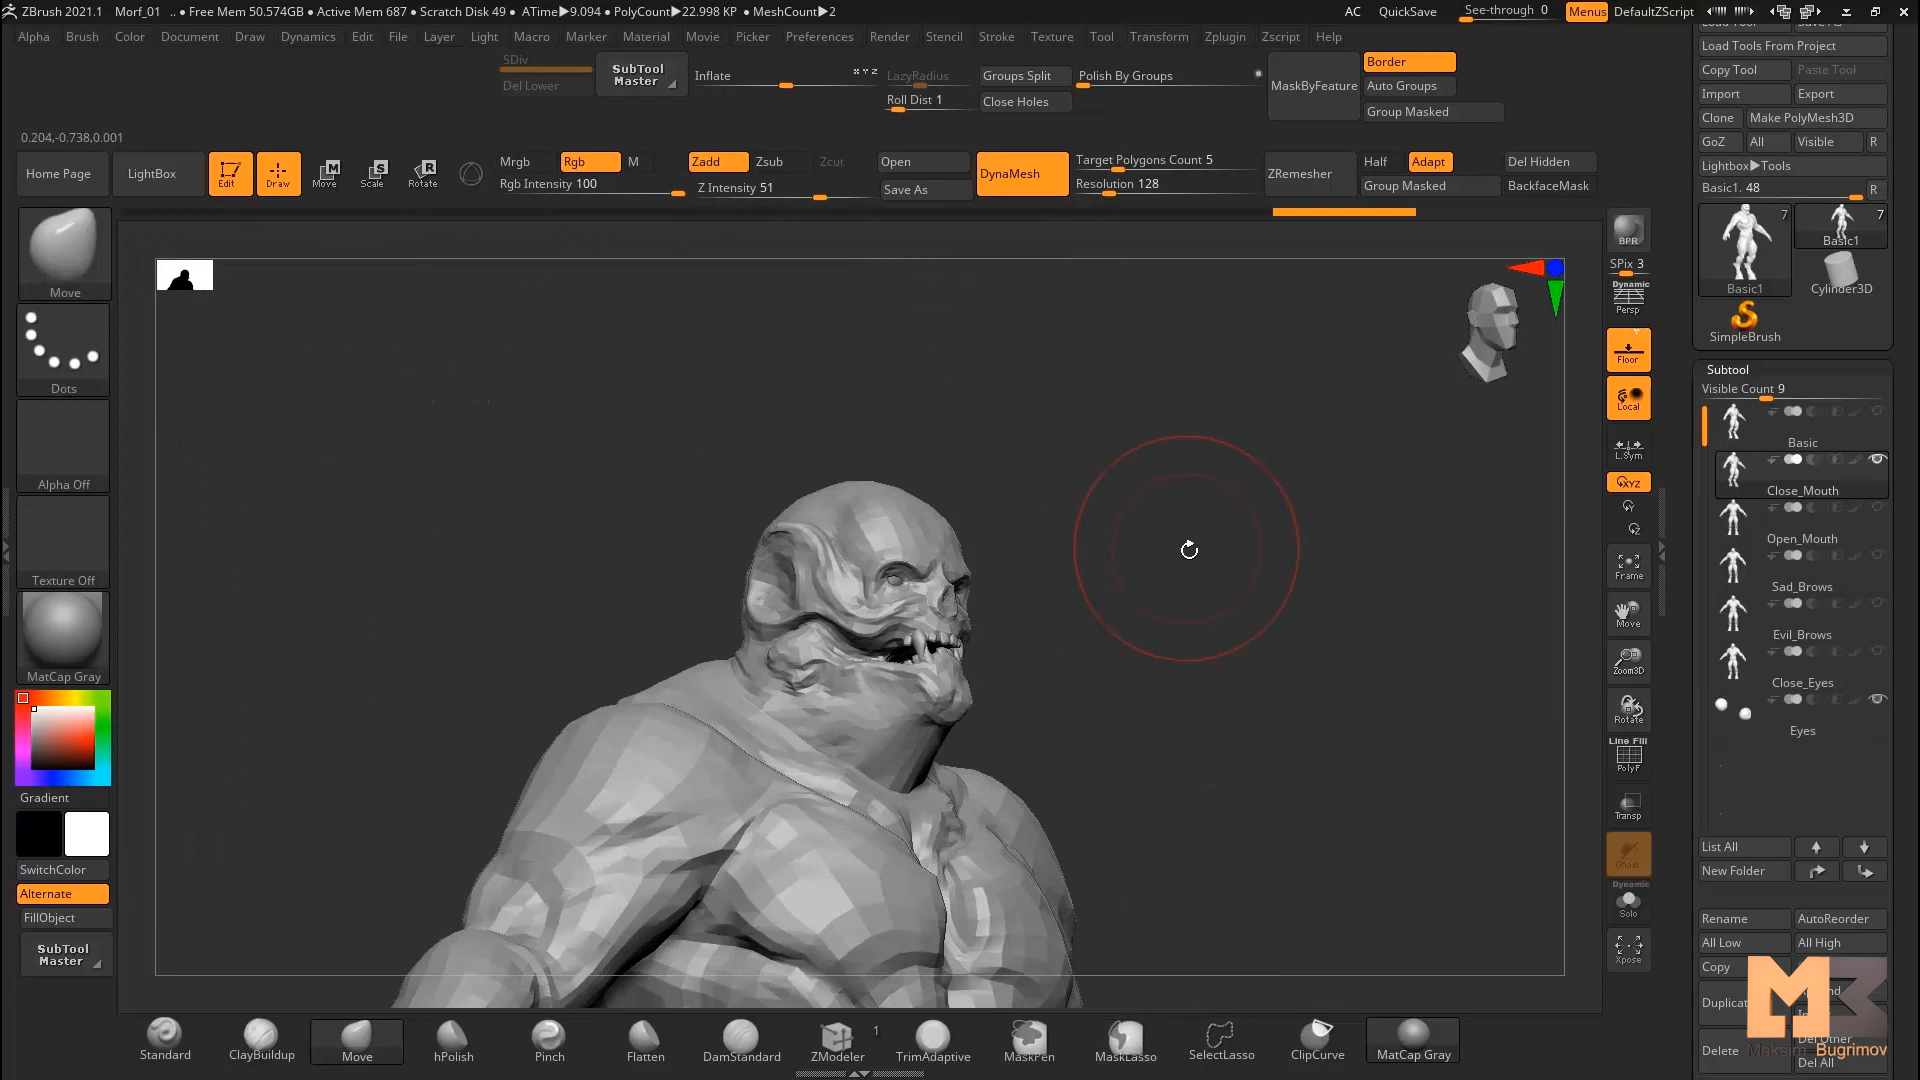 ZBrush 2021.1 Morf_01 .. • Free Mem 50.574GB • Active Mem 687 • Scratch Disk 49 • ATime▶9.094 • PolyCount▶22.998 KP • MeshCount▶2 AC QuickSave See-through 0 Menus DefaultZScript
Alpha Brush Color Document Draw Dynamics Edit File Layer Light Macro Marker Material Movie Picker Preferences Render Stencil Stroke Texture Tool Transform Zplugin Zscript Help
SDiv
Del Lower
SubTool
Master
Inflate
x y z
LazyRadius
Roll Dist 1
Groups Split
Close Holes
Polish By Groups
MaskByFeature
Border
Auto Groups
Group Masked
0.204,-0.738,0.001
Home Page
LightBox
Edit
Draw
Move
Scale
Rotate
Mrgb Rgb M
Rgb Intensity 100
Zadd Zsub Zcut
Z Intensity 51
Open
Save As
DynaMesh
Target Polygons Count 5
Resolution 128
ZRemesher
Half Adapt
Group Masked
Del Hidden
BackfaceMask
Move
Dots
Alpha Off
Texture Off
MatCap Gray
Gradient
SwitchColor
Alternate
FillObject
SubTool
Master
BPR
SPix 3
Dynamic
Persp
Floor
Local
L.Sym
XYZ
Y
Z
Frame
Move
Zoom3D
Rotate
Line Fill
PolyF
Transp
Ghost
Dynamic
Solo
Xpose
Load Tools From Project
Copy Tool Paste Tool
Import Export
Clone Make PolyMesh3D
GoZ All Visible R
Lightbox▶Tools
Basic1. 48 R
7
Basic1
7
Basic1
Cylinder3D
SimpleBrush
Subtool
Visible Count 9
Basic
Close_Mouth
Open_Mouth
Sad_Brows
Evil_Brows
Close_Eyes
Eyes
List All
New Folder
Rename AutoReorder
All Low All High
Copy
Delete
Del Other
Del All
M3
Maksim Bugrimov
Standard ClayBuildup Move hPolish Pinch Flatten DamStandard ZModeler 1 TrimAdaptive MaskPen MaskLasso SelectLasso ClipCurve MatCap Gray